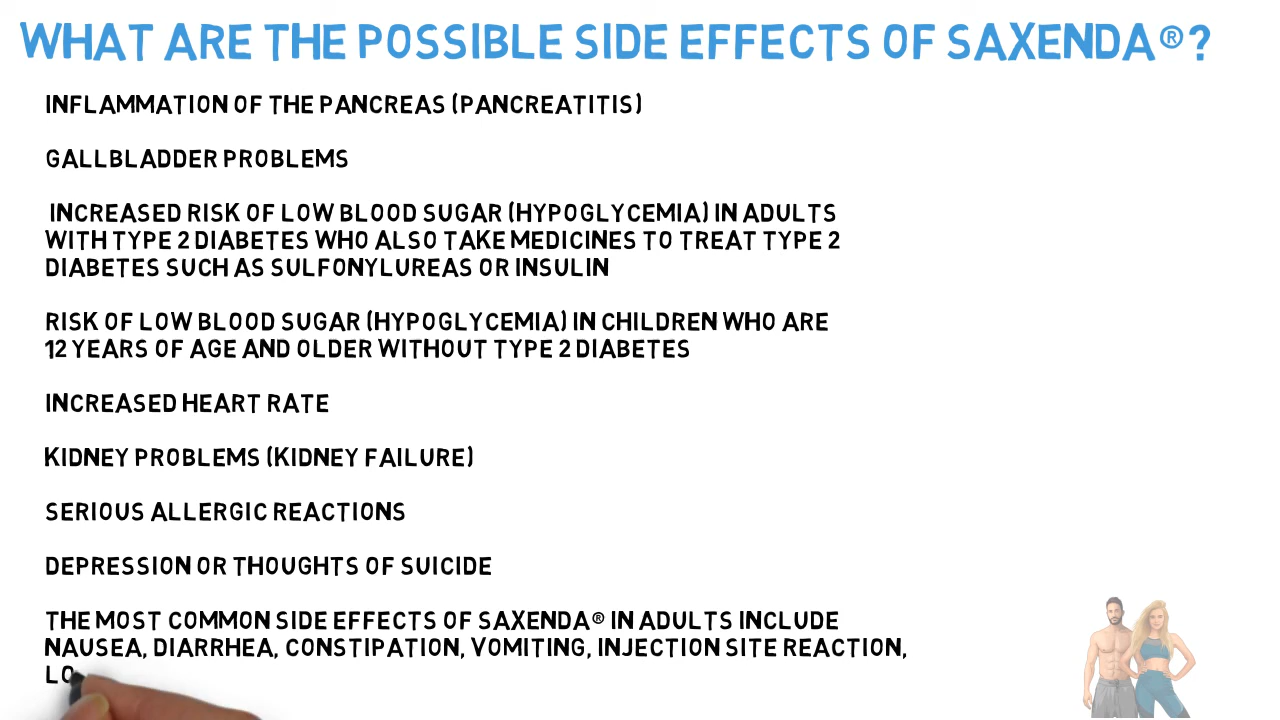 WHAT ARE THE POSSIBLE SIDE EFFECTS OF SAXENDA®?
INFLAMMATION OF THE PANCREAS (PANCREATITIS)
GALLBLADDER PROBLEMS
INCREASED RISK OF LOW BLOOD SUGAR (HYPOGLYCEMIA) IN ADULTS
WITH TYPE 2 DIABETES WHO ALSO TAKE MEDICINES TO TREAT TYPE 2
DIABETES SUCH AS SULFONYLUREAS OR INSULIN
RISK OF LOW BLOOD SUGAR (HYPOGLYCEMIA) IN CHILDREN WHO ARE
12 YEARS OF AGE AND OLDER WITHOUT TYPE 2 DIABETES
INCREASED HEART RATE
KIDNEY PROBLEMS (KIDNEY FAILURE)
SERIOUS ALLERGIC REACTIONS
DEPRESSION OR THOUGHTS OF SUICIDE
THE MOST COMMON SIDE EFFECTS OF SAXENDA® IN ADULTS INCLUDE
NAUSEA, DIARRHEA, CONSTIPATION, VOMITING, INJECTION SITE REACTION,